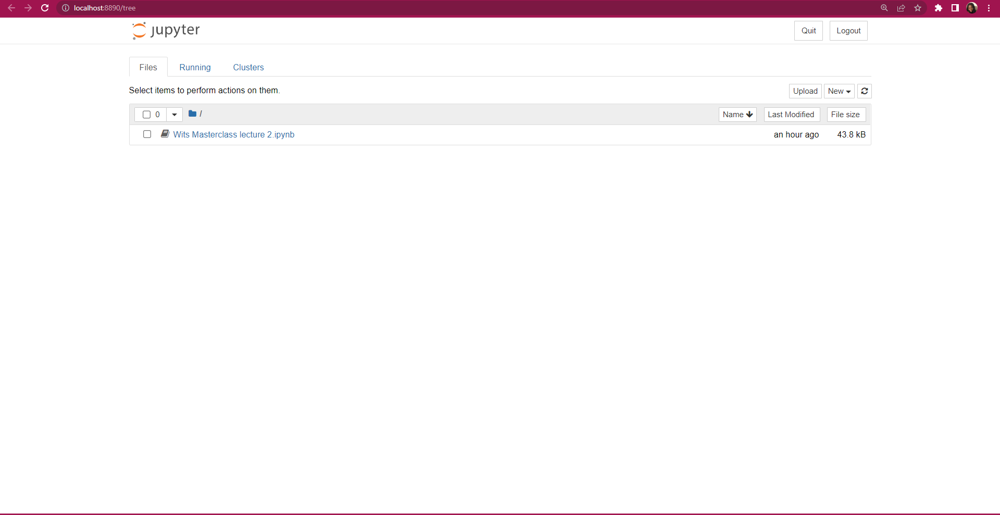 localhost:8890/tree
jupyter
Quit Logout
Files Running Clusters
Select items to perform actions on them.
Upload New
0 / Name Last Modified File size
Wits Masterclass lecture 2.ipynb an hour ago 43.8 kB